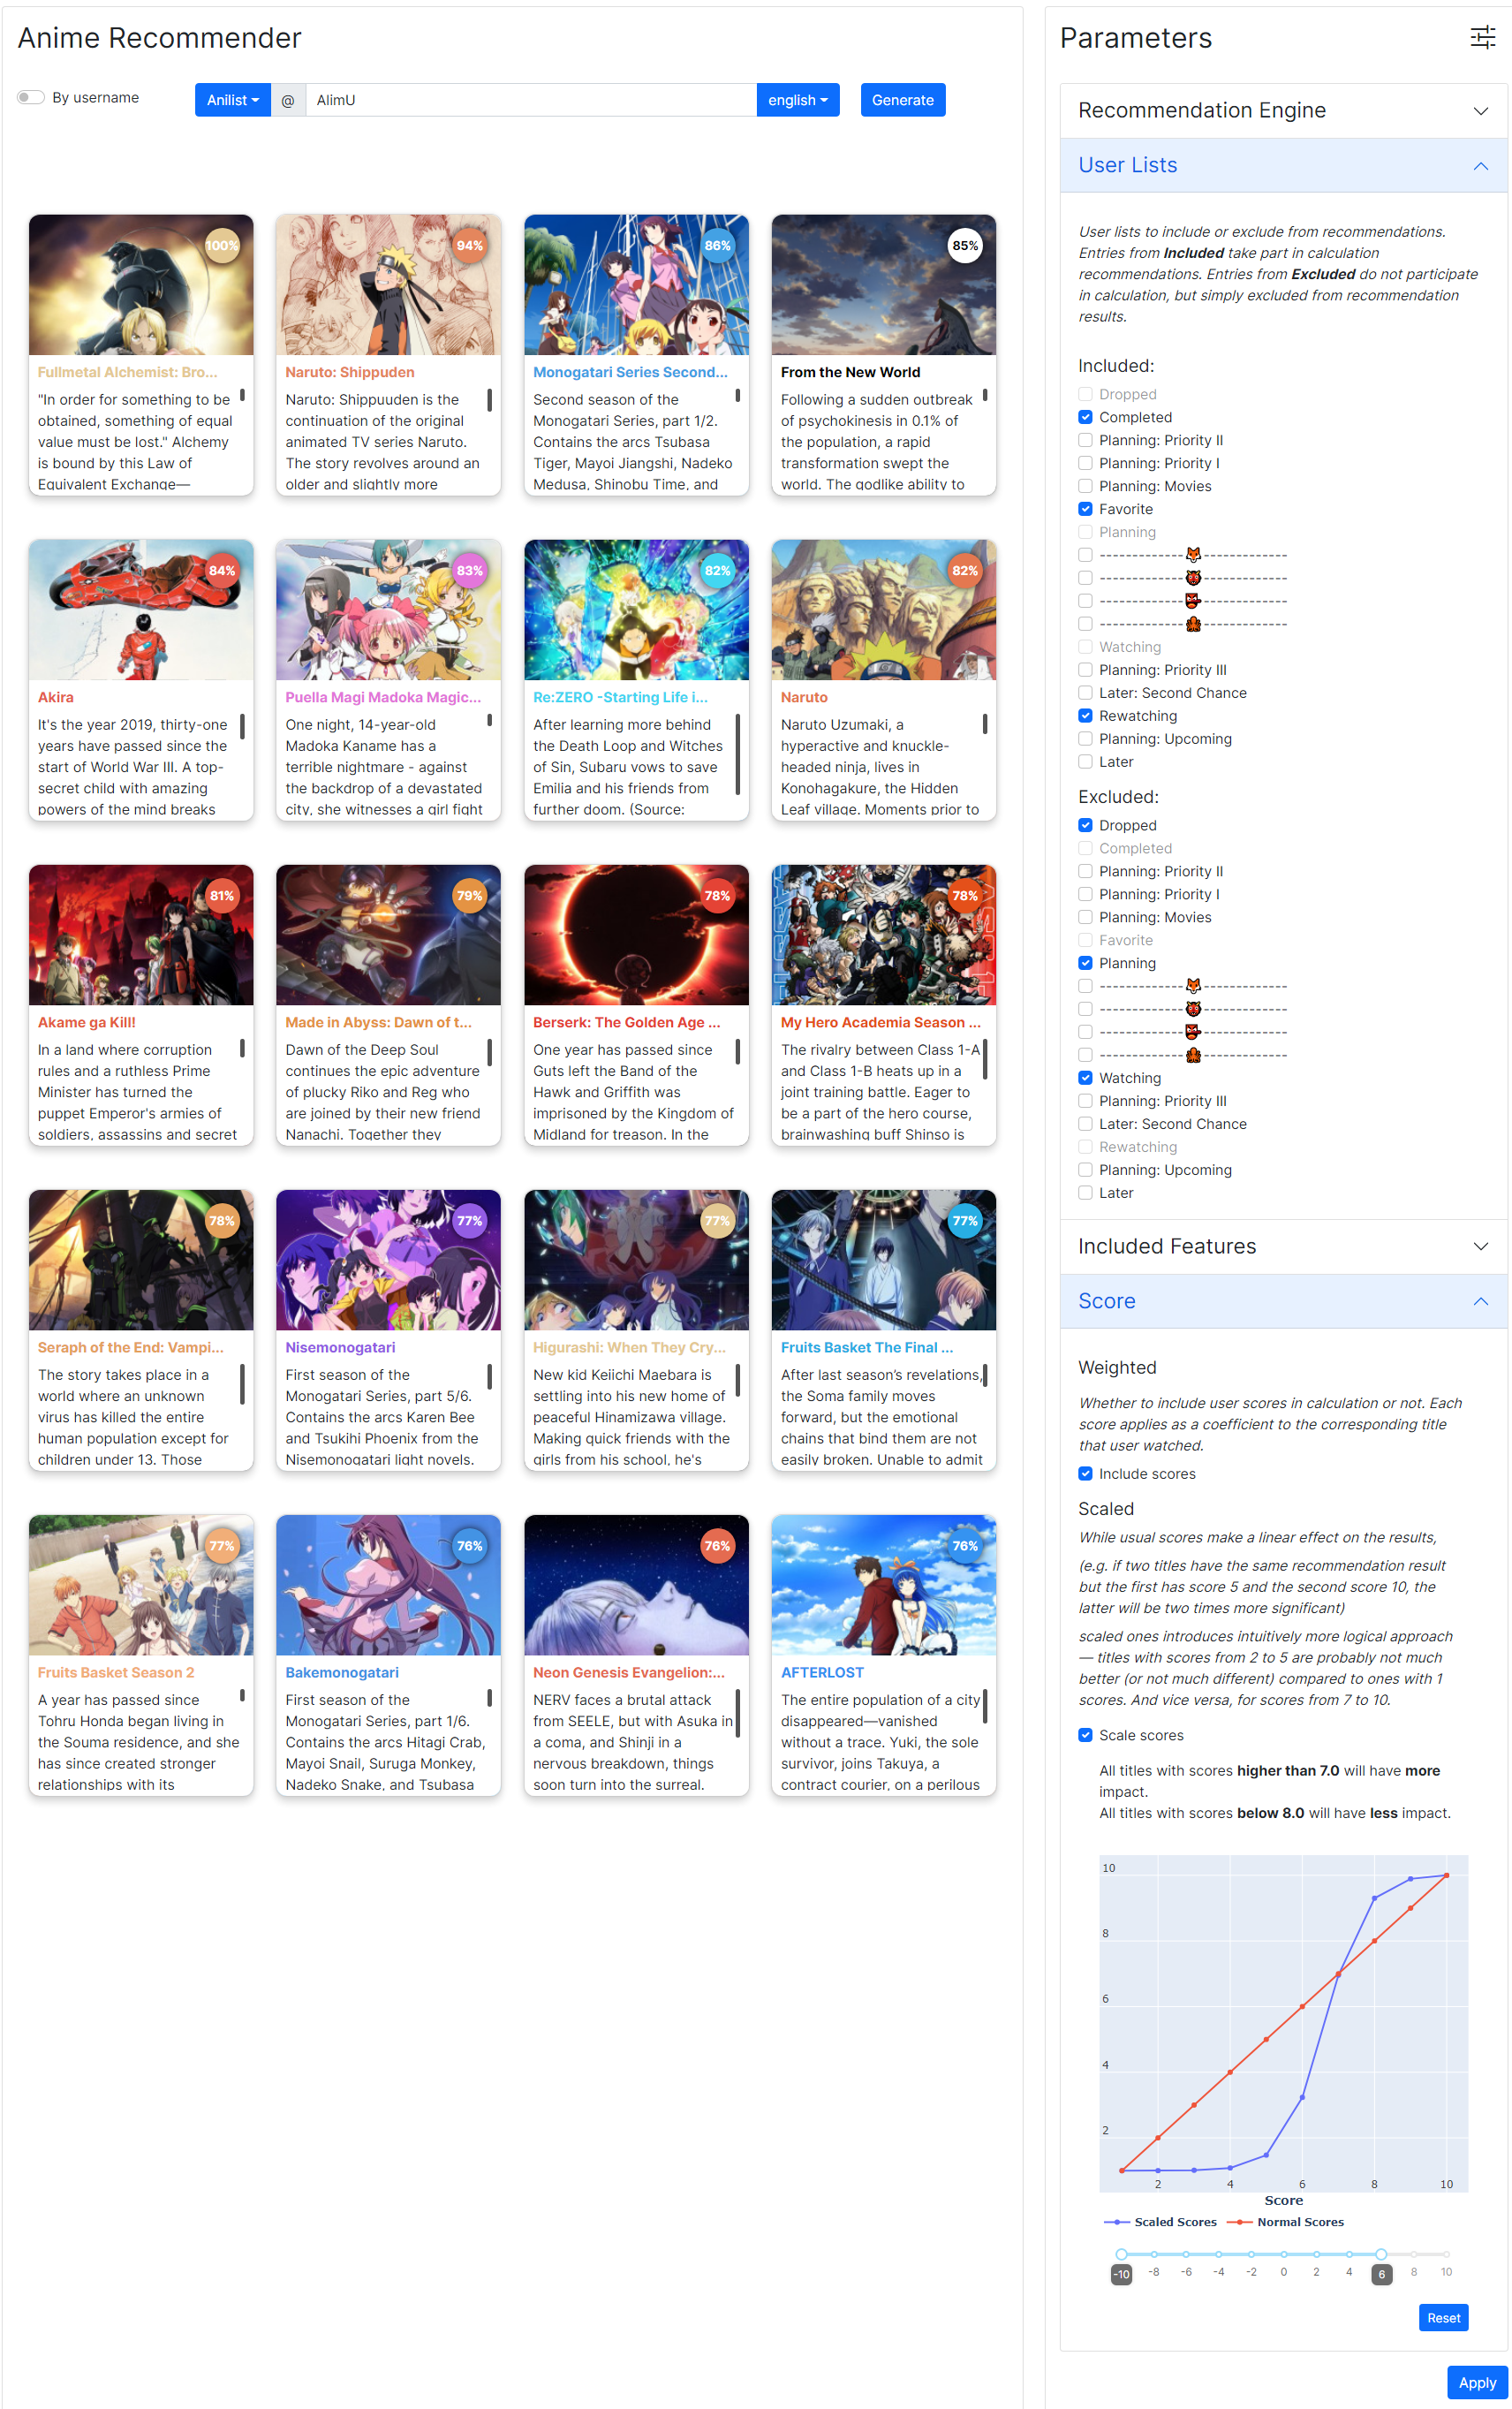 Anime Recommender
By username
Anilist
@
AlimU
english
Generate
100%
Fullmetal Alchemist: Bro...
"In order for something to be
obtained, something of equal
value must be lost." Alchemy
is bound by this Law of
Equivalent Exchange—
94%
Naruto: Shippuden
Naruto: Shippuuden is the
continuation of the original
animated TV series Naruto.
The story revolves around an
older and slightly more
86%
Monogatari Series Second...
Second season of the
Monogatari Series, part 1/2.
Contains the arcs Tsubasa
Tiger, Mayoi Jiangshi, Nadeko
Medusa, Shinobu Time, and
85%
From the New World
Following a sudden outbreak
of psychokinesis in 0.1% of
the population, a rapid
transformation swept the
world. The godlike ability to
84%
Akira
It's the year 2019, thirty-one
years have passed since the
start of World War III. A top-
secret child with amazing
powers of the mind breaks
83%
Puella Magi Madoka Magic...
One night, 14-year-old
Madoka Kaname has a
terrible nightmare - against
the backdrop of a devastated
city, she witnesses a girl fight
82%
Re:ZERO -Starting Life i...
After learning more behind
the Death Loop and Witches
of Sin, Subaru vows to save
Emilia and his friends from
further doom. (Source:
82%
Naruto
Naruto Uzumaki, a
hyperactive and knuckle-
headed ninja, lives in
Konohagakure, the Hidden
Leaf village. Moments prior to
81%
Akame ga Kill!
In a land where corruption
rules and a ruthless Prime
Minister has turned the
puppet Emperor's armies of
soldiers, assassins and secret
79%
Made in Abyss: Dawn of t...
Dawn of the Deep Soul
continues the epic adventure
of plucky Riko and Reg who
are joined by their new friend
Nanachi. Together they
78%
Berserk: The Golden Age ...
One year has passed since
Guts left the Band of the
Hawk and Griffith was
imprisoned by the Kingdom of
Midland for treason. In the
78%
My Hero Academia Season ...
The rivalry between Class 1-A
and Class 1-B heats up in a
joint training battle. Eager to
be a part of the hero course,
brainwashing buff Shinso is
78%
Seraph of the End: Vampi...
The story takes place in a
world where an unknown
virus has killed the entire
human population except for
children under 13. Those
77%
Nisemonogatari
First season of the
Monogatari Series, part 5/6.
Contains the arcs Karen Bee
and Tsukihi Phoenix from the
Nisemonogatari light novels.
77%
Higurashi: When They Cry...
New kid Keiichi Maebara is
settling into his new home of
peaceful Hinamizawa village.
Making quick friends with the
girls from his school, he's
77%
Fruits Basket The Final ...
After last season's revelations,
the Soma family moves
forward, but the emotional
chains that bind them are not
easily broken. Unable to admit
77%
Fruits Basket Season 2
A year has passed since
Tohru Honda began living in
the Souma residence, and she
has since created stronger
relationships with its
76%
Bakemonogatari
First season of the
Monogatari Series, part 1/6.
Contains the arcs Hitagi Crab,
Mayoi Snail, Suruga Monkey,
Nadeko Snake, and Tsubasa
76%
Neon Genesis Evangelion:...
NERV faces a brutal attack
from SEELE, but with Asuka in
a coma, and Shinji in a
nervous breakdown, things
soon turn into the surreal.
76%
AFTERLOST
The entire population of a city
disappeared—vanished
without a trace. Yuki, the sole
survivor, joins Takuya, a
contract courier, on a perilous
Parameters
Recommendation Engine
User Lists
User lists to include or exclude from recommendations.
Entries from Included take part in calculation
recommendations. Entries from Excluded do not participate
in calculation, but simply excluded from recommendation
results.
Included:
Dropped
Completed
Planning: Priority II
Planning: Priority I
Planning: Movies
Favorite
Planning
Watching
Planning: Priority III
Later: Second Chance
Rewatching
Planning: Upcoming
Later
Excluded:
Dropped
Completed
Planning: Priority II
Planning: Priority I
Planning: Movies
Favorite
Planning
Watching
Planning: Priority III
Later: Second Chance
Rewatching
Planning: Upcoming
Later
Included Features
Score
Weighted
Whether to include user scores in calculation or not. Each
score applies as a coefficient to the corresponding title
that user watched.
Include scores
Scaled
While usual scores make a linear effect on the results,
(e.g. if two titles have the same recommendation result
but the first has score 5 and the second score 10, the
latter will be two times more significant)
scaled ones introduces intuitively more logical approach
— titles with scores from 2 to 5 are probably not much
better (or not much different) compared to ones with 1
scores. And vice versa, for scores from 7 to 10.
Scale scores
All titles with scores higher than 7.0 will have more
impact.
All titles with scores below 8.0 will have less impact.
10
8
6
4
2
2 4 6 8 10
Score
Scaled Scores Normal Scores
-10 -8 -6 -4 -2 0 2 4 6 8 10
Reset
Apply